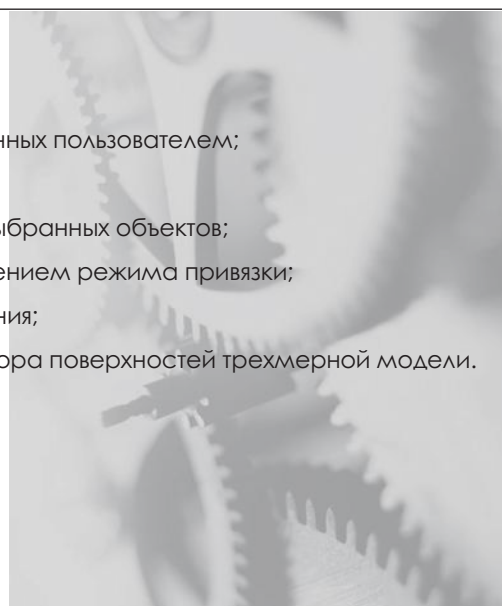 нных пользователем;
ыбранных объектов;
ением режима привязки;
ния;
ора поверхностей трехмерной модели.